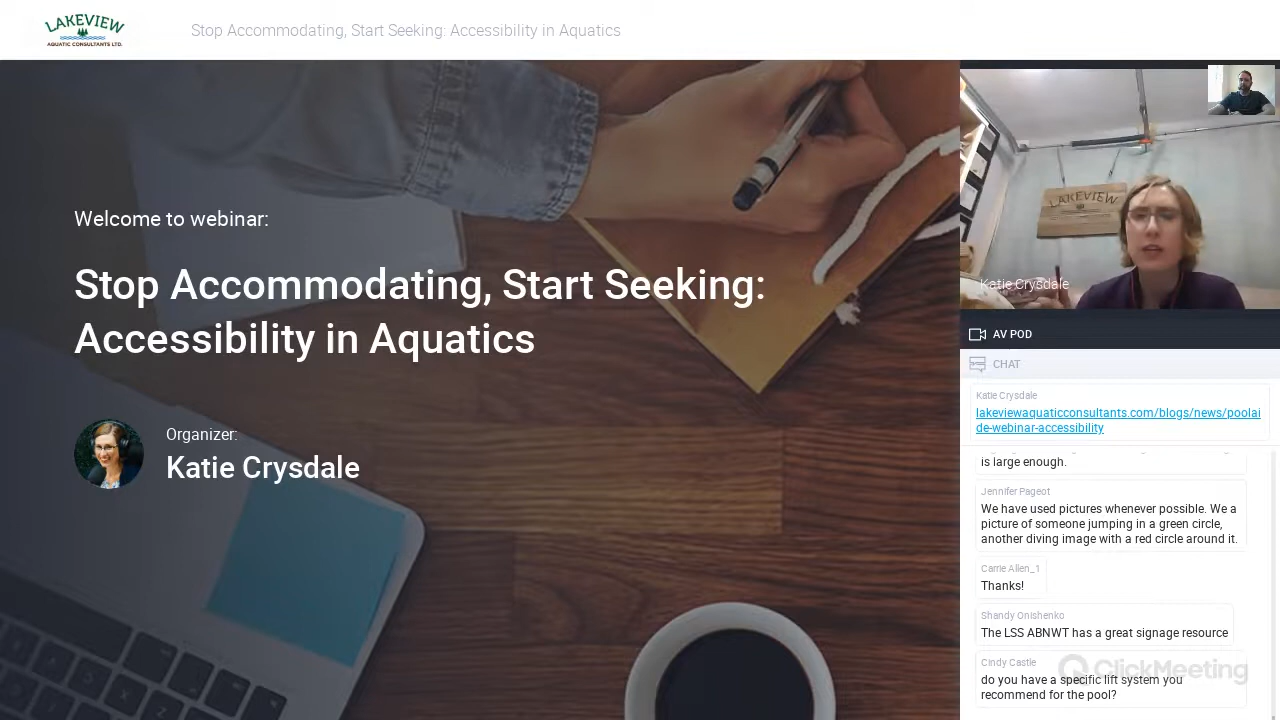 LAKEVIEW
AQUATIC CONSULTANTS LTD.
Stop Accommodating, Start Seeking: Accessibility in Aquatics
Welcome to webinar:
Stop Accommodating, Start Seeking:
Accessibility in Aquatics
Organizer:
Katie Crysdale
LAKEVIEW
Katie Crysdale
AV POD
CHAT
Katie Crysdale
lakeviewaquaticconsultants.com/blogs/news/poolai
de-webinar-accessibility
is large enough.
Jennifer Pageot
We have used pictures whenever possible. We a
picture of someone jumping in a green circle,
another diving image with a red circle around it.
Carrie Allen_1
Thanks!
Shandy Onishenko
The LSS ABNWT has a great signage resource
Cindy Castle
do you have a specific lift system you
recommend for the pool?
ClickMeeting